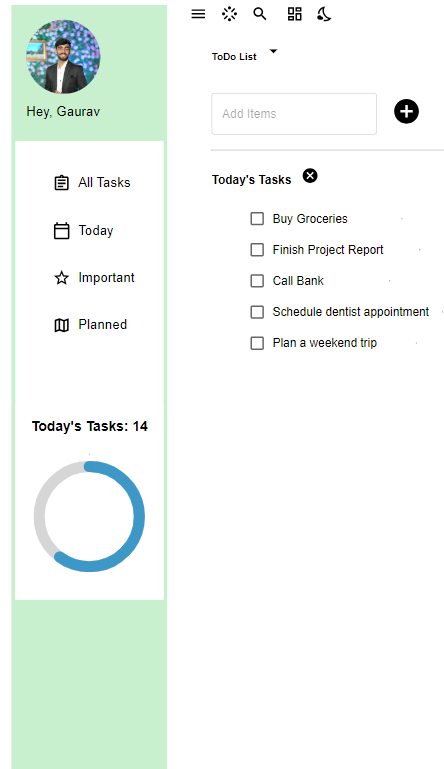 Hey, Gaurav
All Tasks
Today
Important
Planned
Today's Tasks: 14
ToDo List
Add Items
Today's Tasks
Buy Groceries
Finish Project Report
Call Bank
Schedule dentist appointment
Plan a weekend trip